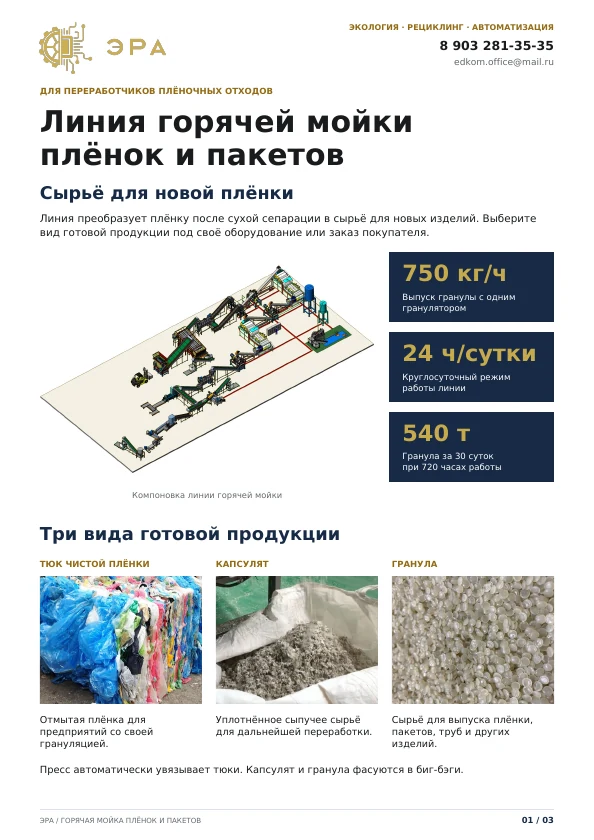 ЭРА
ЭКОЛОГИЯ · РЕЦИКЛИНГ · АВТОМАТИЗАЦИЯ
8 903 281-35-35
edkom.office@mail.ru
ДЛЯ ПЕРЕРАБОТЧИКОВ ПЛЁНОЧНЫХ ОТХОДОВ
Линия горячей мойки
плёнок и пакетов
Сырьё для новой плёнки
Линия преобразует плёнку после сухой сепарации в сырьё для новых изделий. Выберите
вид готовой продукции под своё оборудование или заказ покупателя.
750 кг/ч
Выпуск гранулы с одним
гранулятором
24 ч/сутки
Круглосуточный режим
работы линии
540 т
Гранула за 30 суток
при 720 часах работы
Компоновка линии горячей мойки
Три вида готовой продукции
ТЮК ЧИСТОЙ ПЛЁНКИ
КАПСУЛЯТ
ГРАНУЛА
Отмытая плёнка для
предприятий со своей
грануляцией.
Уплотнённое сыпучее сырьё
для дальнейшей переработки.
Сырьё для выпуска плёнки,
пакетов, труб и других
изделий.
Пресс автоматически увязывает тюки. Капсулят и гранула фасуются в биг-бэги.
ЭРА / ГОРЯЧАЯ МОЙКА ПЛЁНОК И ПАКЕТОВ
01 / 03